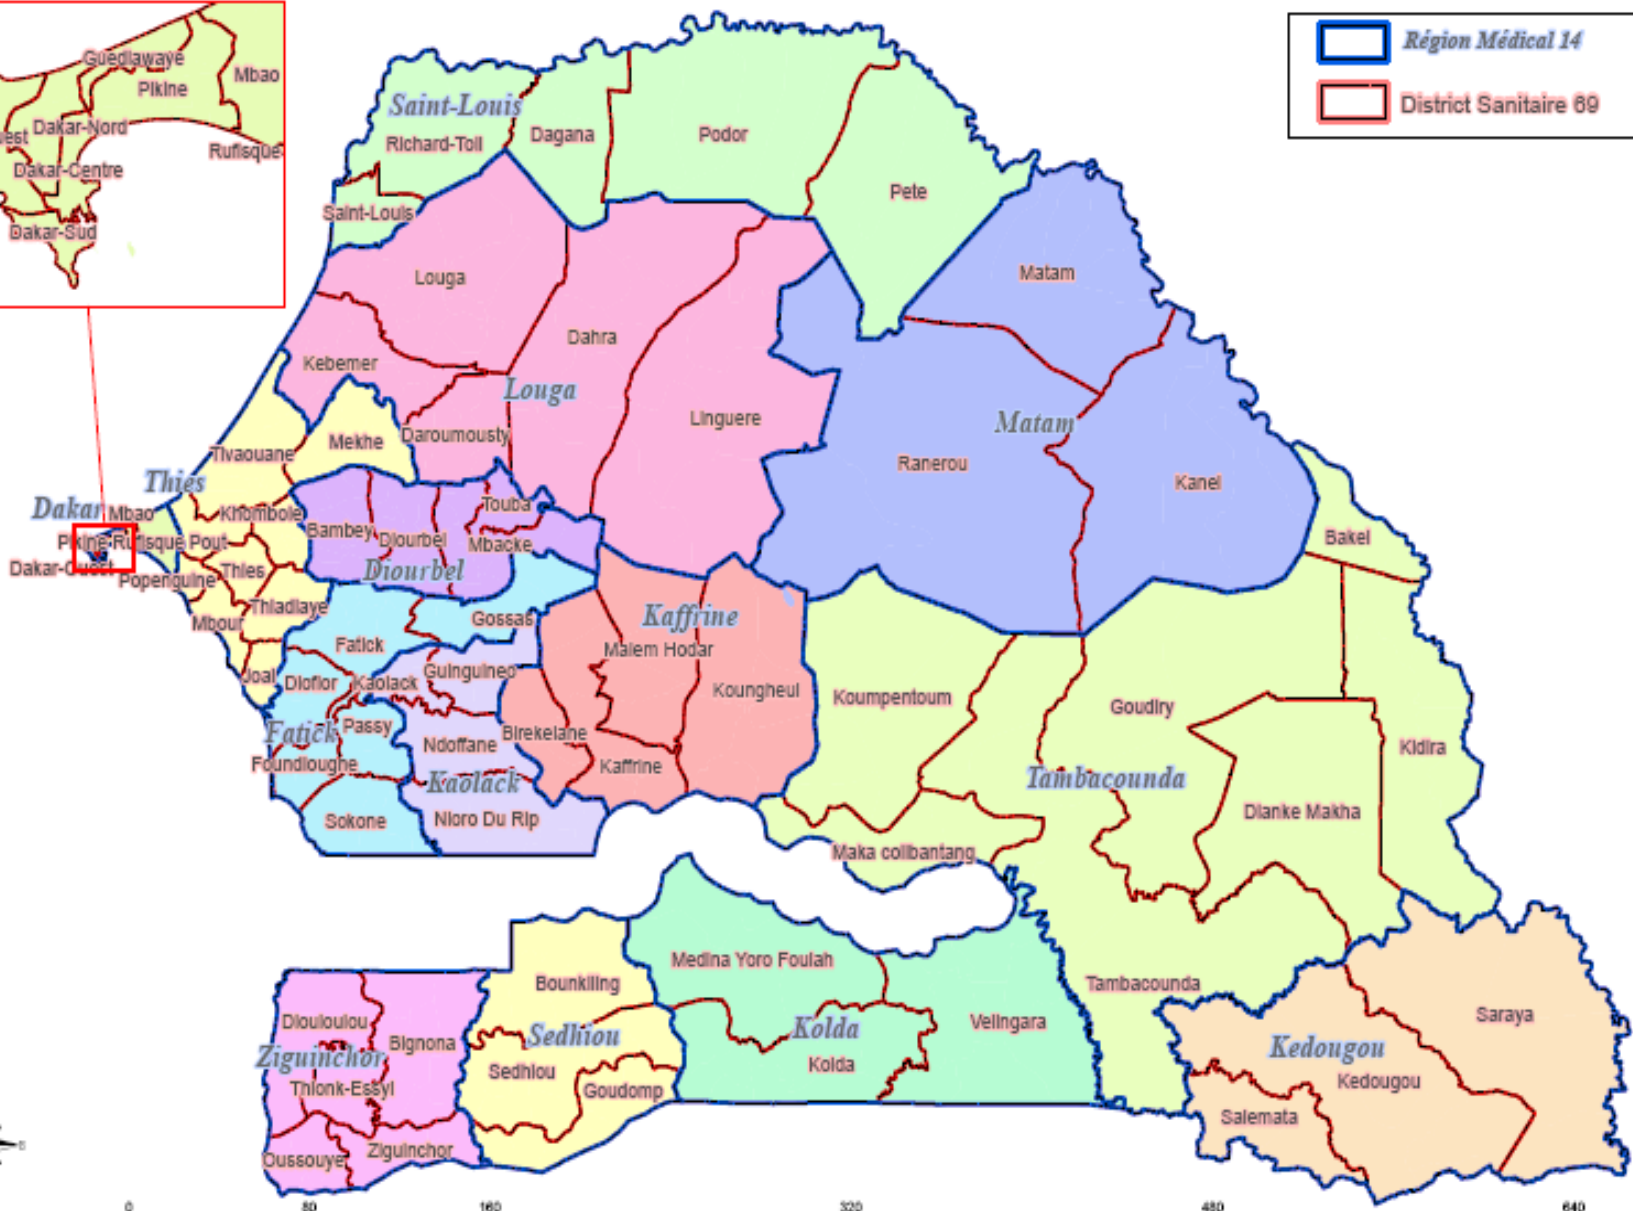 Guediawaye
Mbao
Pikine
Dakar-Nord
Rufisque
Dakar-Centre
Dakar-Sud
Région Médical 14
District Sanitaire 69
Saint-Louis
Richard-Toll
Dagana
Podor
Pete
Saint-Louis
Louga
Matam
Dahra
Kebemer
Louga
Linguere
Matam
Daroumousty
Mekhe
Tivaouane
Ranerou
Kanel
Thies
Dakar
Mbao
Khombole
Touba
Bambey
Diourbel
Mbacke
Bakel
Pikine
Rufisque
Pout
Dakar-Ouest
Popenguine
Thies
Diourbel
Thiadiaye
Mbour
Gossas
Kaffrine
Fatick
Malem Hodar
Joal
Dioffior
Kaolack
Guinguineo
Koungheul
Koumpentoum
Goudiry
Fatick
Passy
Ndoffane
Birekelane
Kidira
Foundioughe
Kaolack
Kaffrine
Tambacounda
Sokone
Nioro Du Rip
Dianke Makha
Maka colibantang
Medina Yoro Foulah
Bounkiling
Tambacounda
Diouloulou
Bignona
Sedhiou
Kolda
Velingara
Saraya
Ziguinchor
Sedhiou
Kolda
Kedougou
Thionk-Essyl
Goudomp
Kedougou
Salemata
Oussouye
Ziguinchor
0 80 160 320 480 640